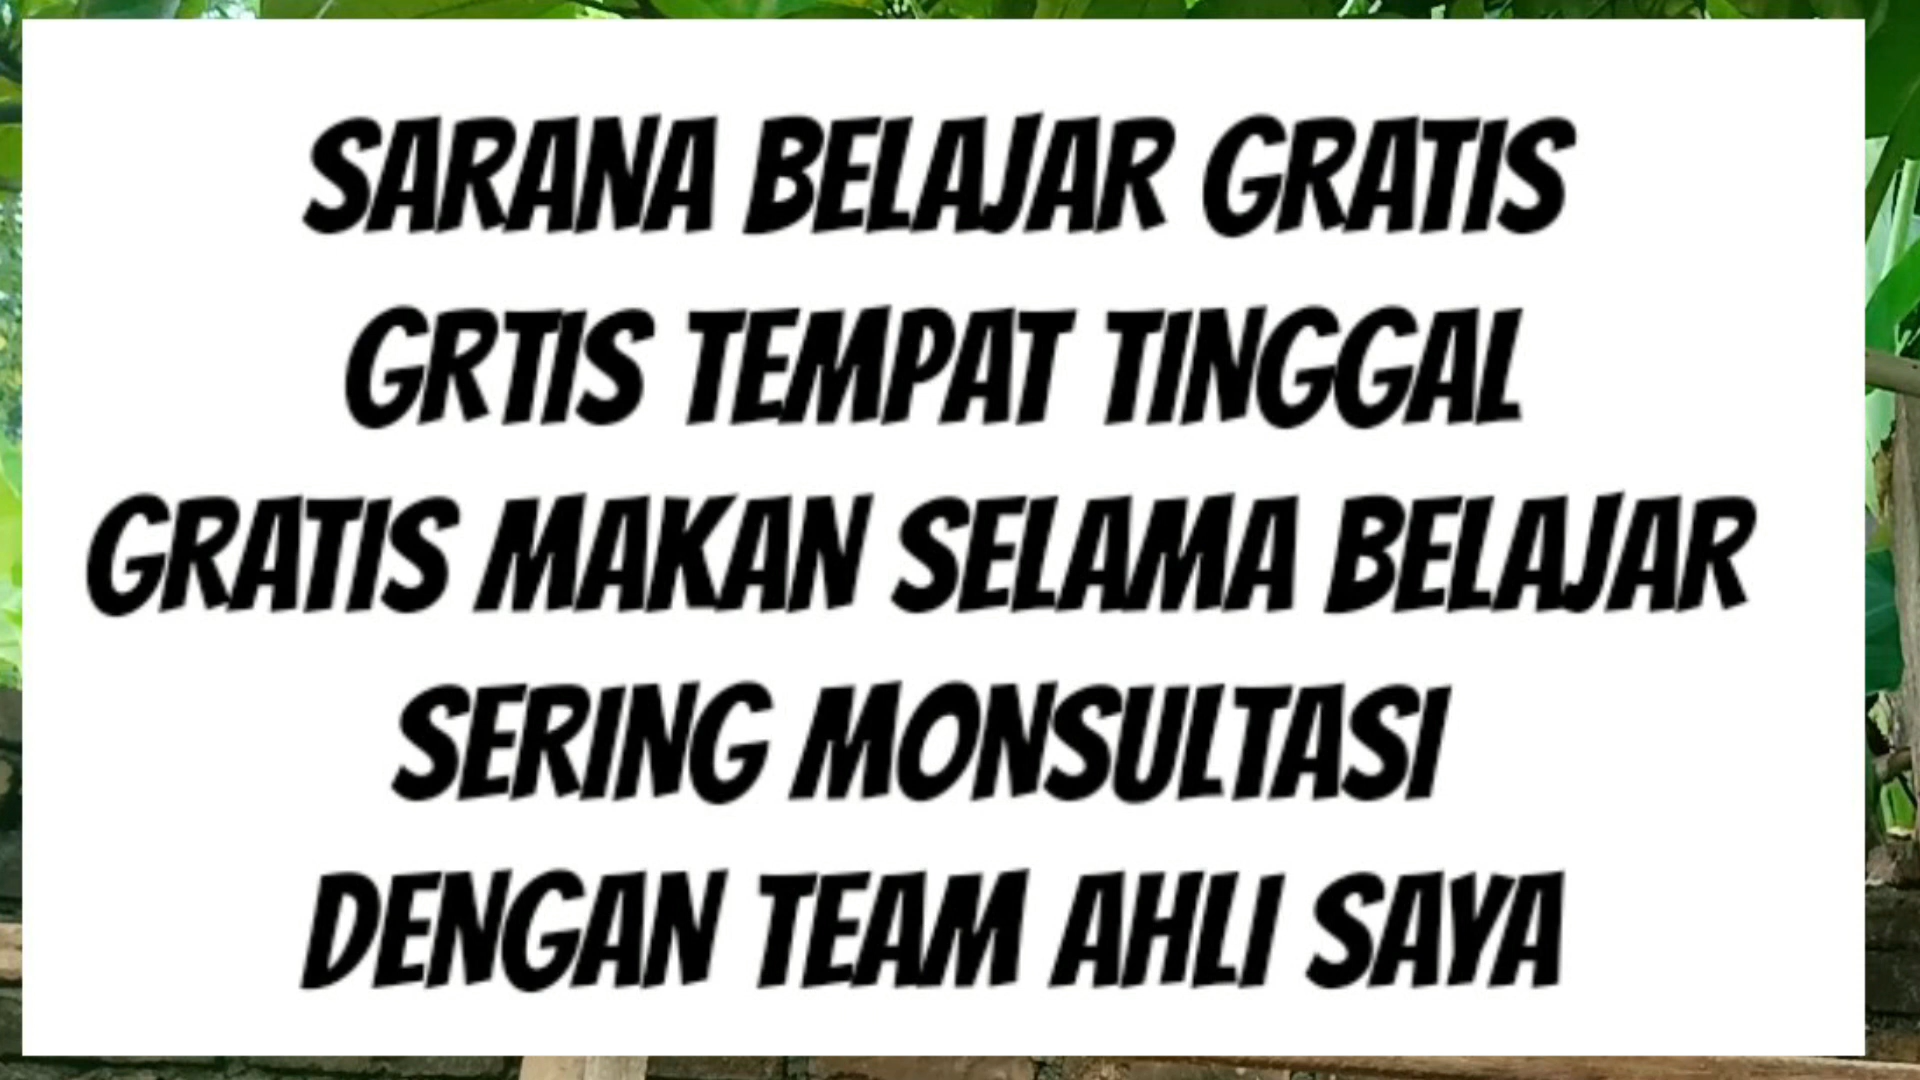 SARANA BELAJAR GRATIS
GRTIS TEMPAT TINGGAL
GRATIS MAKAN SELAMA BELAJAR
SERING MONSULTASI
DENGAN TEAM AHLI SAYA